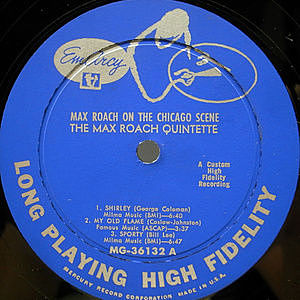 EmArcy
MAX ROACH ON THE CHICAGO SCENE
THE MAX ROACH QUINTETTE
A Custom
High
Fidelity
Recording
1. SHIRLEY (George Coleman)
Milma Music (BMI)—6:40
2. MY OLD FLAME (Coslow-Johnston)
Famous Music (ASCAP)—3:37
3. SPORTY (Bill Lee)
Milma Music (BMI)—6:47
MG-36132 A
LONG PLAYING HIGH FIDELITY
MERCURY RECORD CORPORATION MADE IN U.S.A.